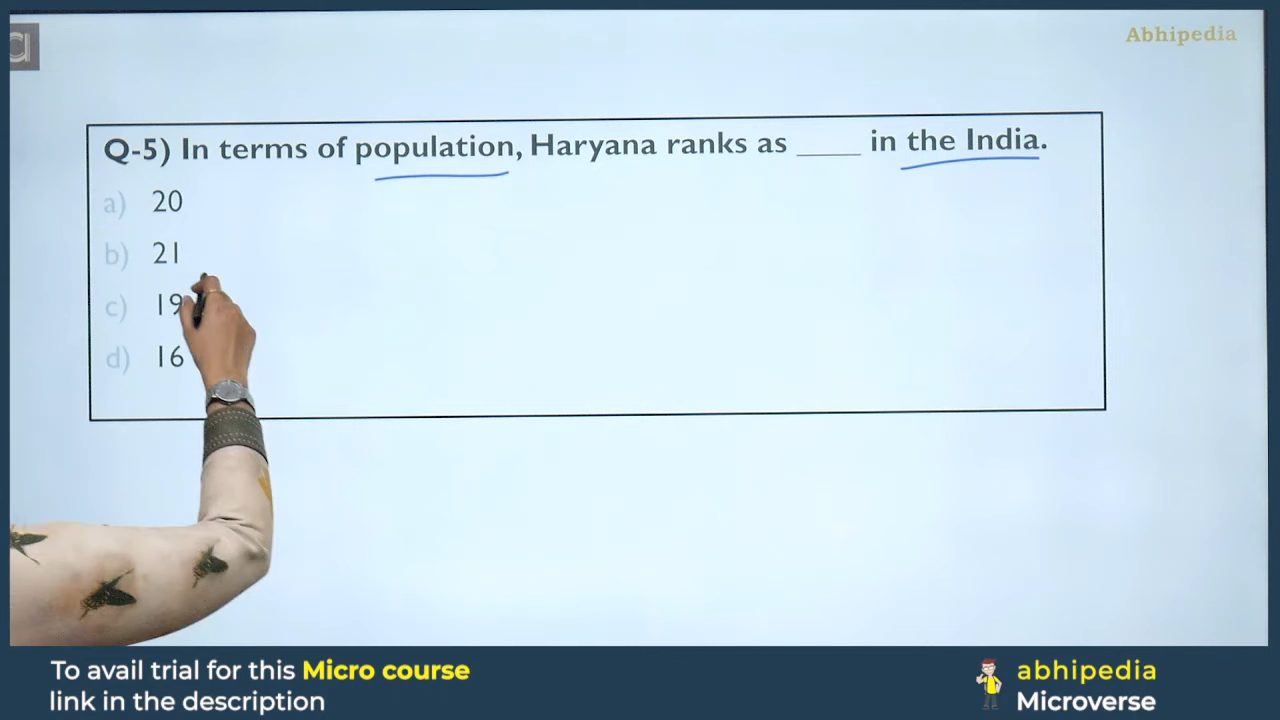 Abhipedia
Q-5) In terms of population, Haryana ranks as ____ in the India.
a) 20
b) 21
c) 19
d) 16
To avail trial for this Micro course
link in the description
abhipedia
Microverse